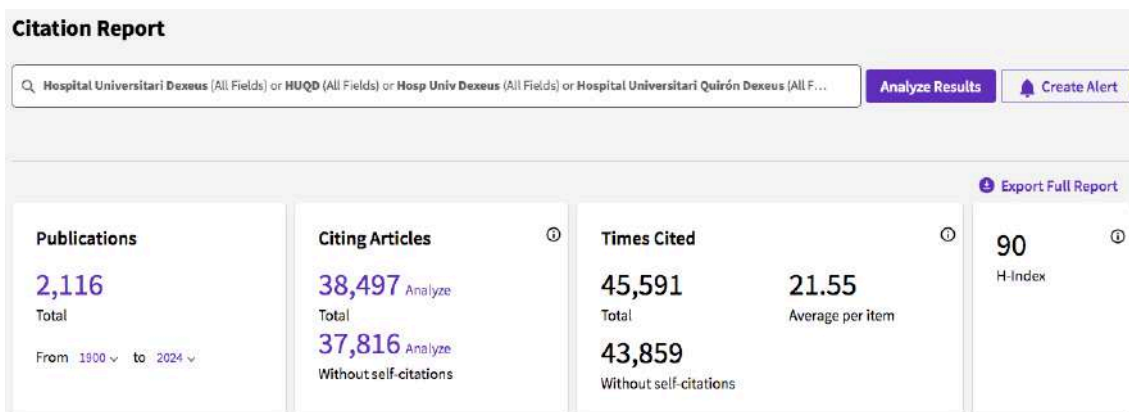 Citation Report
Hospital Universitari Dexeus (All Fields) or HUQD (All Fields) or Hosp Univ Dexeus (All Fields) or Hospital Universitari Quirón Dexeus (All F...
Analyze Results
Create Alert
Export Full Report
Publications
2,116
Total
From 1900 to 2024
Citing Articles
38,497 Analyze
Total
37,816 Analyze
Without self-citations
Times Cited
45,591
Total
43,859
Without self-citations
21.55
Average per item
90
H-Index